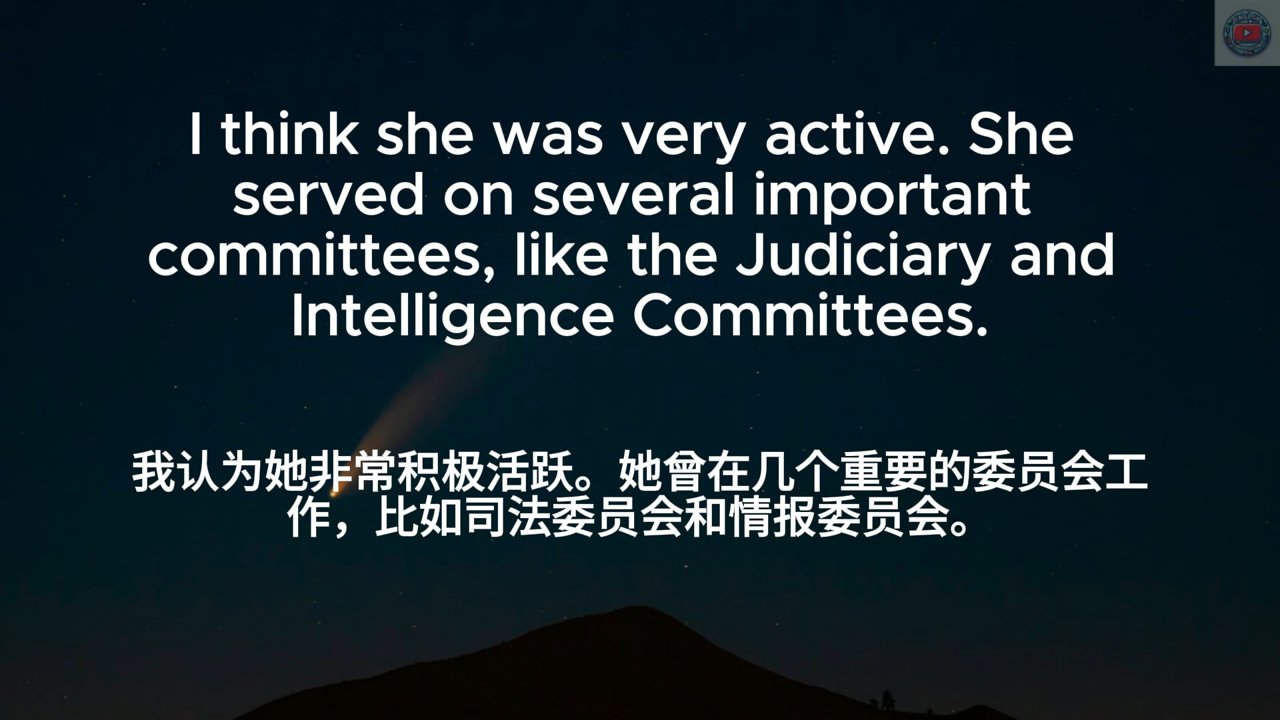 I think she was very active. She
served on several important
committees, like the Judiciary and
Intelligence Committees.
我认为她非常积极活跃。她曾在几个重要的委员会工
作，比如司法委员会和情报委员会。